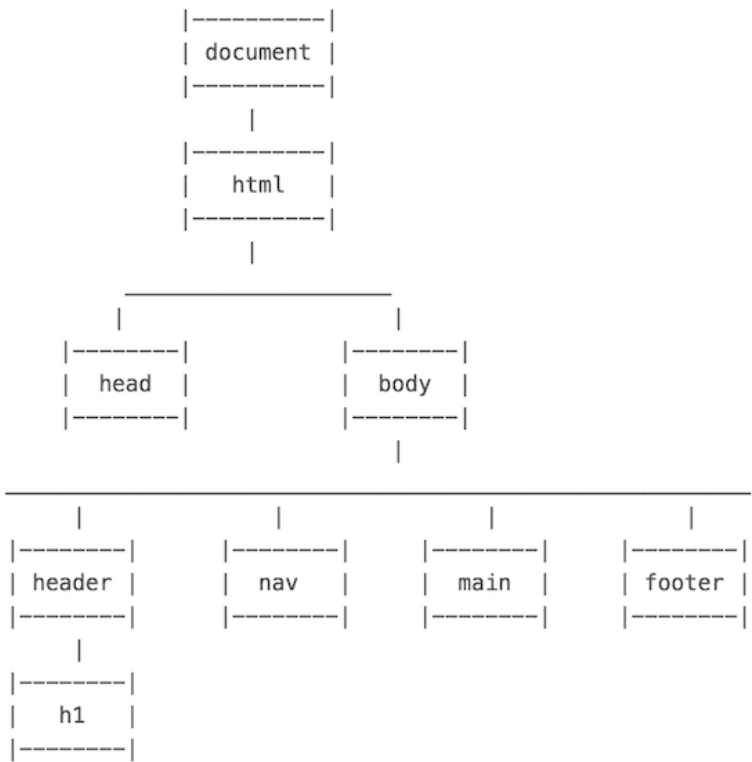 document
html
head body
header nav main footer
h1